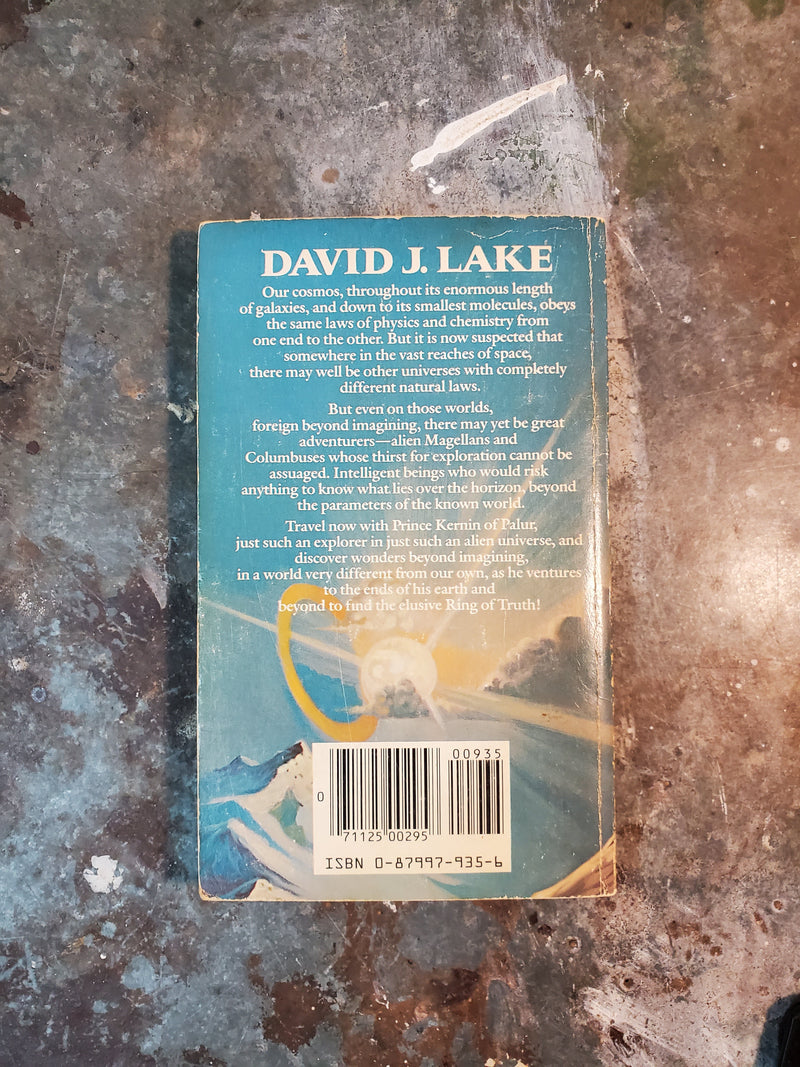 DAVID J. LAKE
Our cosmos, throughout its enormous length
of galaxies, and down to its smallest molecules, obeys
the same laws of physics and chemistry from
one end to the other. But it is now suspected that
somewhere in the vast reaches of space,
there may well be other universes with completely
different natural laws.
But even on those worlds,
foreign beyond imagining, there may yet be great
adventurers—alien Magellans and
Columbuses whose thirst for exploration cannot be
assuaged. Intelligent beings who would risk
anything to know what lies over the horizon, beyond
the parameters of the known world.
Travel now with Prince Kernin of Palur,
just such an explorer in just such an alien universe, and
discover wonders beyond imagining,
in a world very different from our own, as he ventures
to the ends of his earth and
beyond to find the elusive Ring of Truth!
00935
0
71125 00295
ISBN 0-87997-935-6